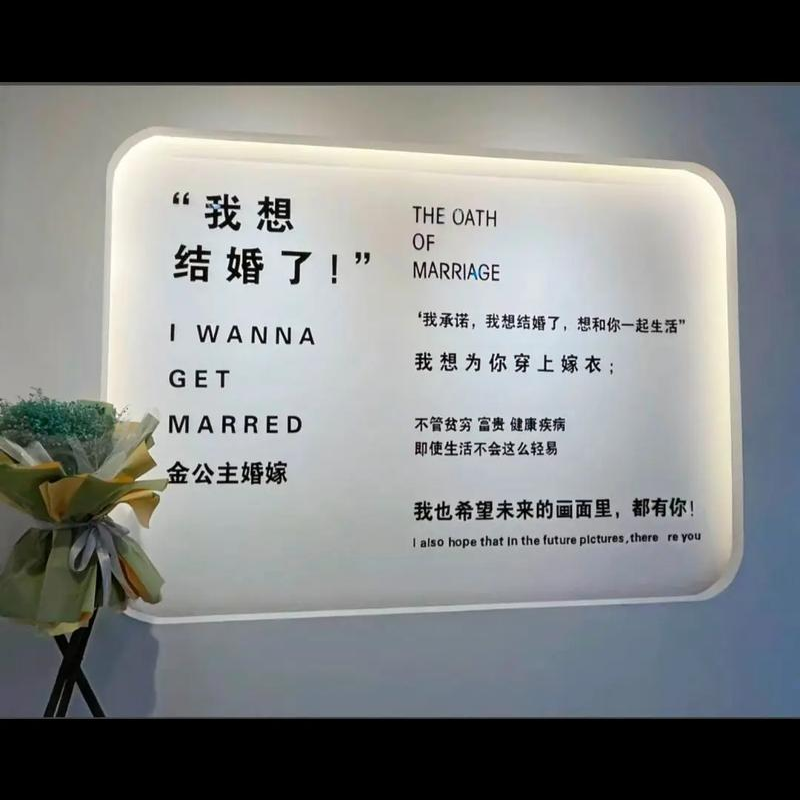 “我想
结婚了！”
I WANNA
GET
MARRED
金公主婚嫁
THE OATH
OF
MARRIAGE
‘我承诺，我想结婚了，想和你一起生活”
我想为你穿上嫁衣；
不管贫穷 富贵 健康疾病
即使生活不会这么轻易
我也希望未来的画面里，都有你！
I also hope that in the future pictures,there re you